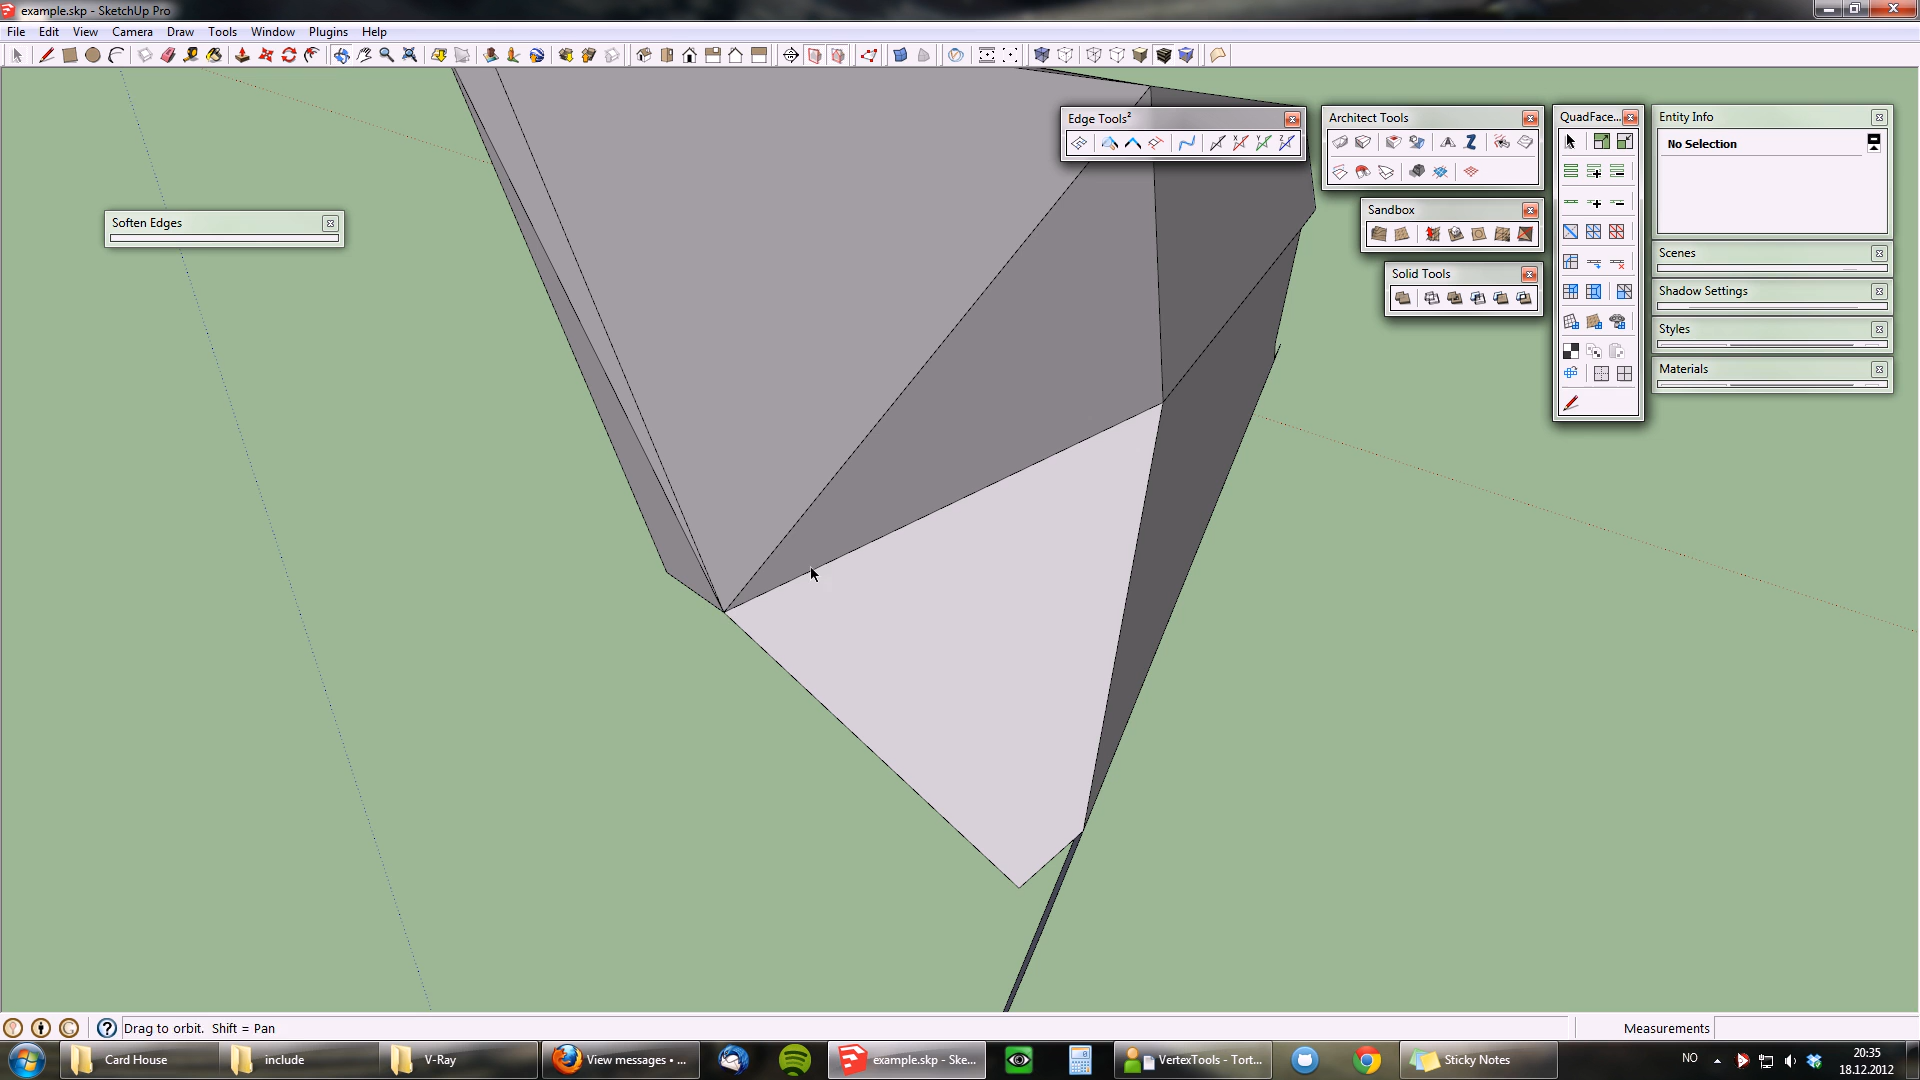 example.skp - SketchUp Pro
File Edit View Camera Draw Tools Window Plugins Help
Edge Tools²
Architect Tools
QuadFace...
Entity Info
No Selection
Sandbox
Soften Edges
Scenes
Solid Tools
Shadow Settings
Styles
Materials
Drag to orbit. Shift = Pan
Measurements
Card House
include
V-Ray
View messages • ...
example.skp - Ske...
VertexTools - Tort...
Sticky Notes
NO
20:35
18.12.2012